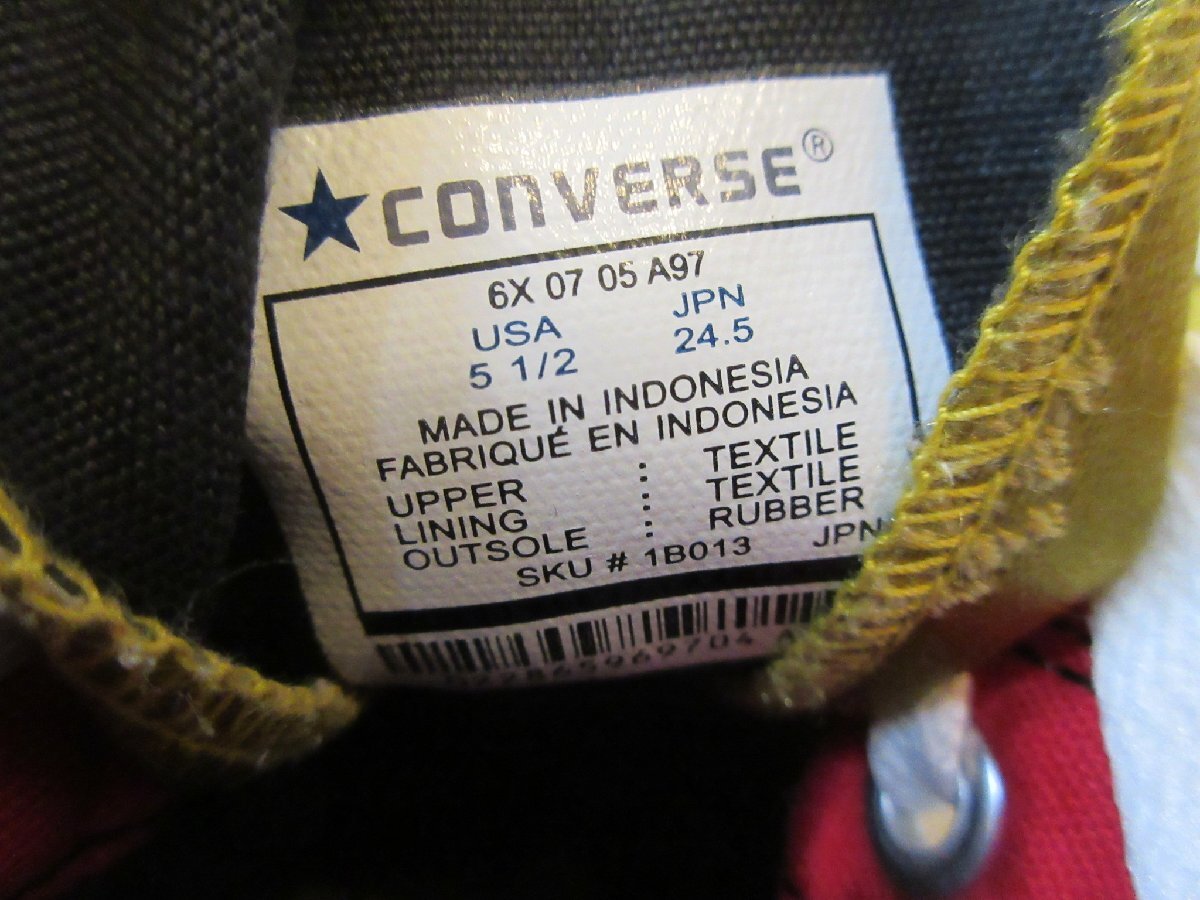 CONVERSE®
6X 07 05 A97
USA JPN
5 1/2 24.5
MADE IN INDONESIA
FABRIQUÉ EN INDONESIA
UPPER : TEXTILE
LINING : TEXTILE
OUTSOLE : RUBBER
SKU # 1B013 JPN